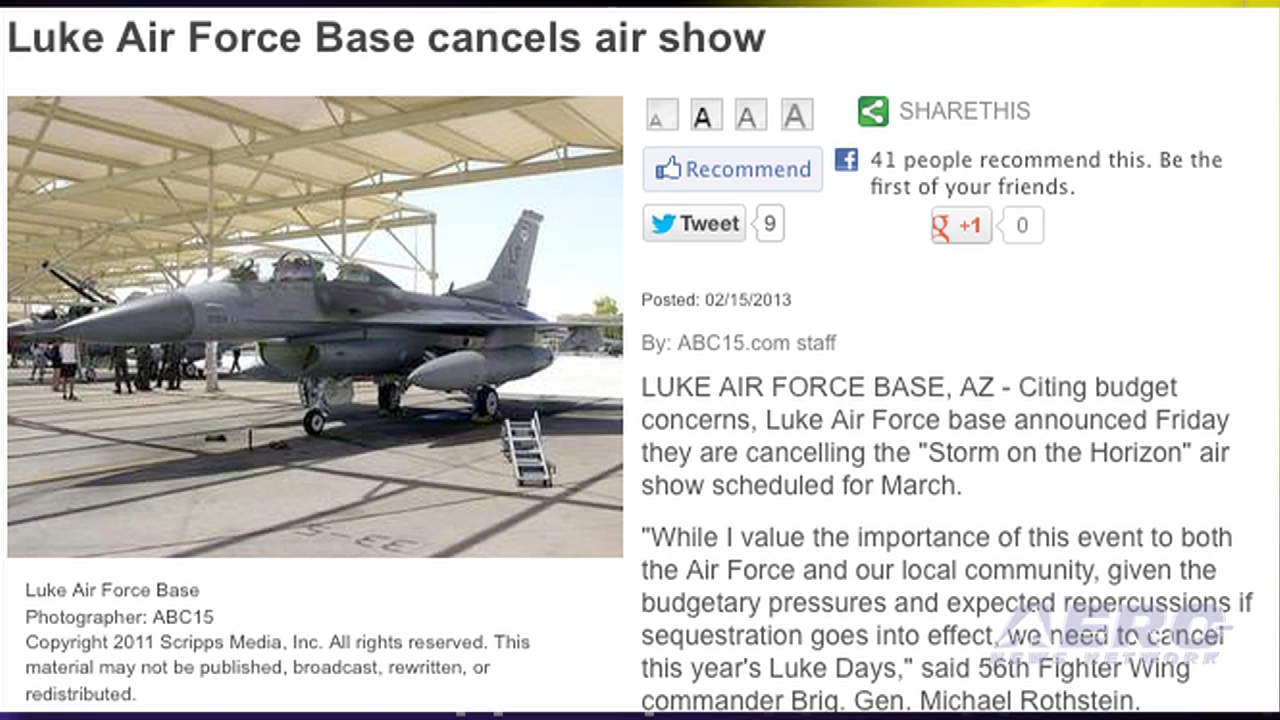 Luke Air Force Base cancels air show
A A A A
SHARETHIS
Recommend
41 people recommend this. Be the
first of your friends.
Tweet 9
g +1 0
Posted: 02/15/2013
By: ABC15.com staff
LUKE AIR FORCE BASE, AZ - Citing budget
concerns, Luke Air Force base announced Friday
they are cancelling the "Storm on the Horizon" air
show scheduled for March.
"While I value the importance of this event to both
the Air Force and our local community, given the
budgetary pressures and expected repercussions if
sequestration goes into effect, we need to cancel
this year's Luke Days," said 56th Fighter Wing
commander Brig. Gen. Michael Rothstein.
LF
33-5
Luke Air Force Base
Photographer: ABC15
Copyright 2011 Scripps Media, Inc. All rights reserved. This
material may not be published, broadcast, rewritten, or
redistributed.
AERO
NEWS NETWORK